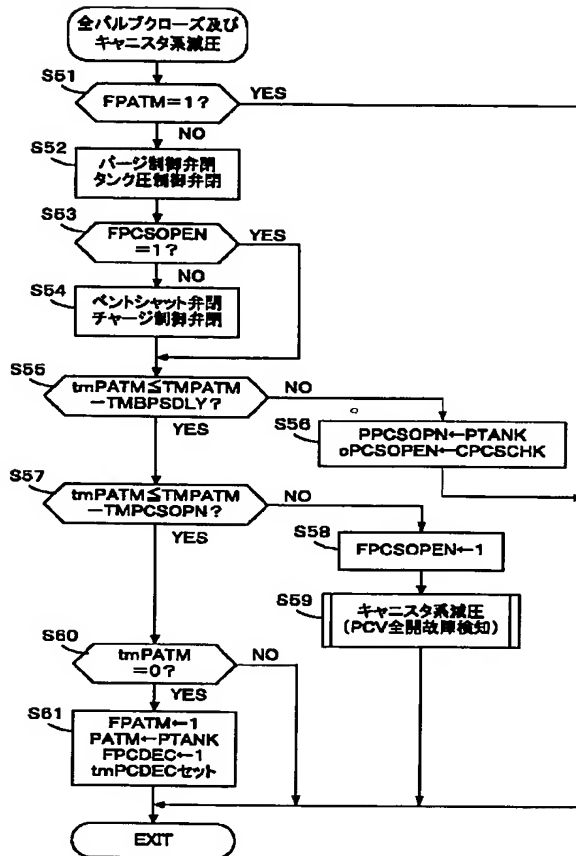 全バルブクローズ及び
キャニスタ系減圧
S51
FPATM=1?
YES
NO
S52
パージ制御弁閉
タンク圧制御弁閉
S53
FPCSOPEN
=1?
YES
NO
S54
ベントシャット弁閉
チャージ制御弁閉
S55
tmPATM≦TMPATM
-TMBPSDLY?
NO
YES
S56
PPCSOPN←PTANK
cPCSOPEN←CPCSCHK
S57
tmPATM≦TMPATM
-TMPCSOPN?
NO
YES
S58
FPCSOPEN←1
S59
キャニスタ系減圧
(PCV全開故障検知)
S60
tmPATM
=0?
NO
YES
S61
FPATM←1
PATM←PTANK
FPCDEC←1
tmPCDECセット
EXIT